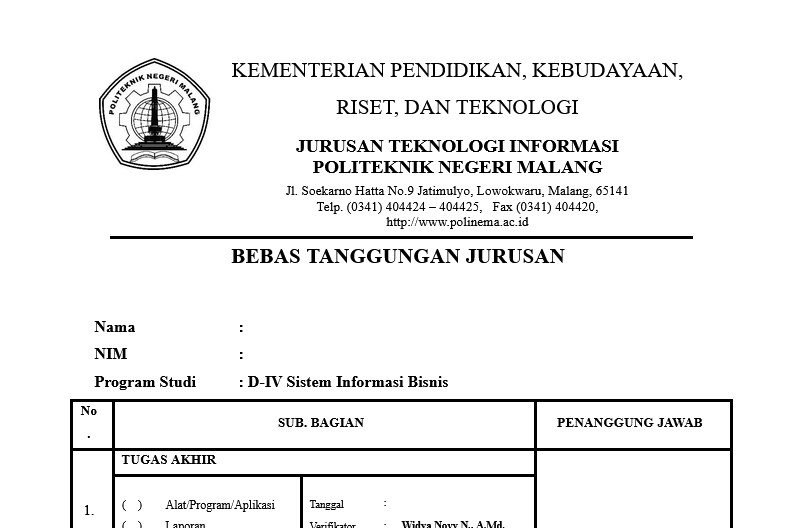 POLITEKNIK NEGERI MALANG
KEMENTERIAN PENDIDIKAN, KEBUDAYAAN,
RISET, DAN TEKNOLOGI
JURUSAN TEKNOLOGI INFORMASI
POLITEKNIK NEGERI MALANG
Jl. Soekarno Hatta No.9 Jatimulyo, Lowokwaru, Malang, 65141
Telp. (0341) 404424 – 404425, Fax (0341) 404420,
http://www.polinema.ac.id
BEBAS TANGGUNGAN JURUSAN
Nama :
NIM :
Program Studi : D-IV Sistem Informasi Bisnis
No
. SUB. BAGIAN PENANGGUNG JAWAB
TUGAS AKHIR
1. ( ) Alat/Program/Aplikasi Tanggal :
( ) Laporan Verifikator : Widya Novy N., A.Md.